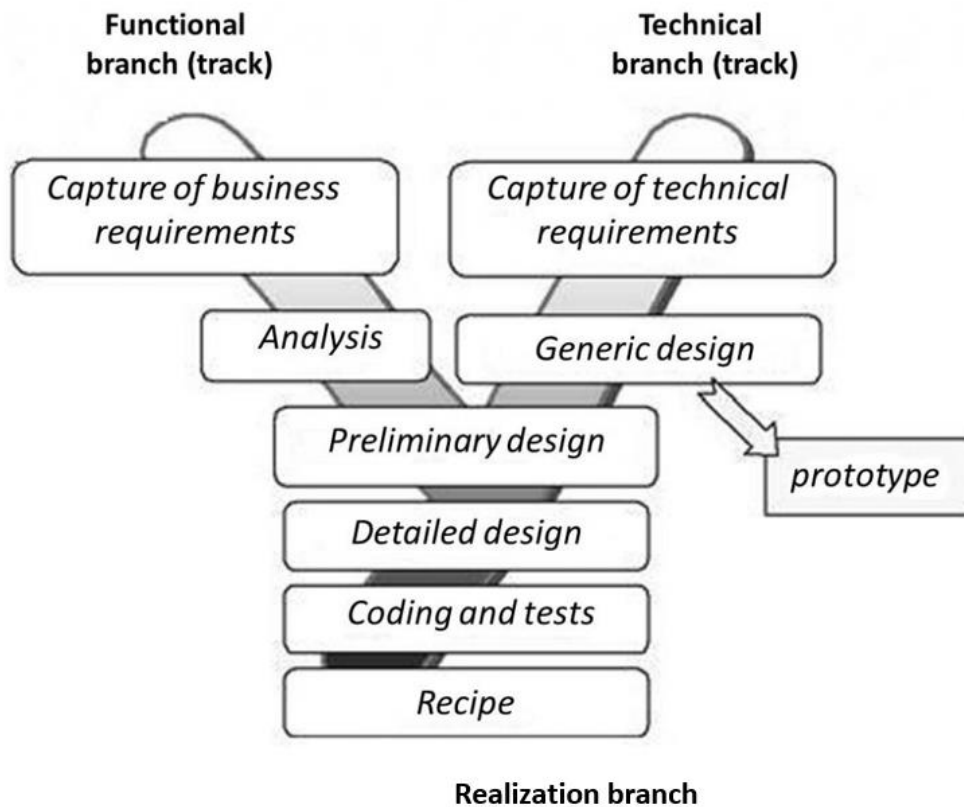 Functional
branch (track)
Technical
branch (track)
Capture of business
requirements
Capture of technical
requirements
Analysis
Generic design
Preliminary design
prototype
Detailed design
Coding and tests
Recipe
Realization branch